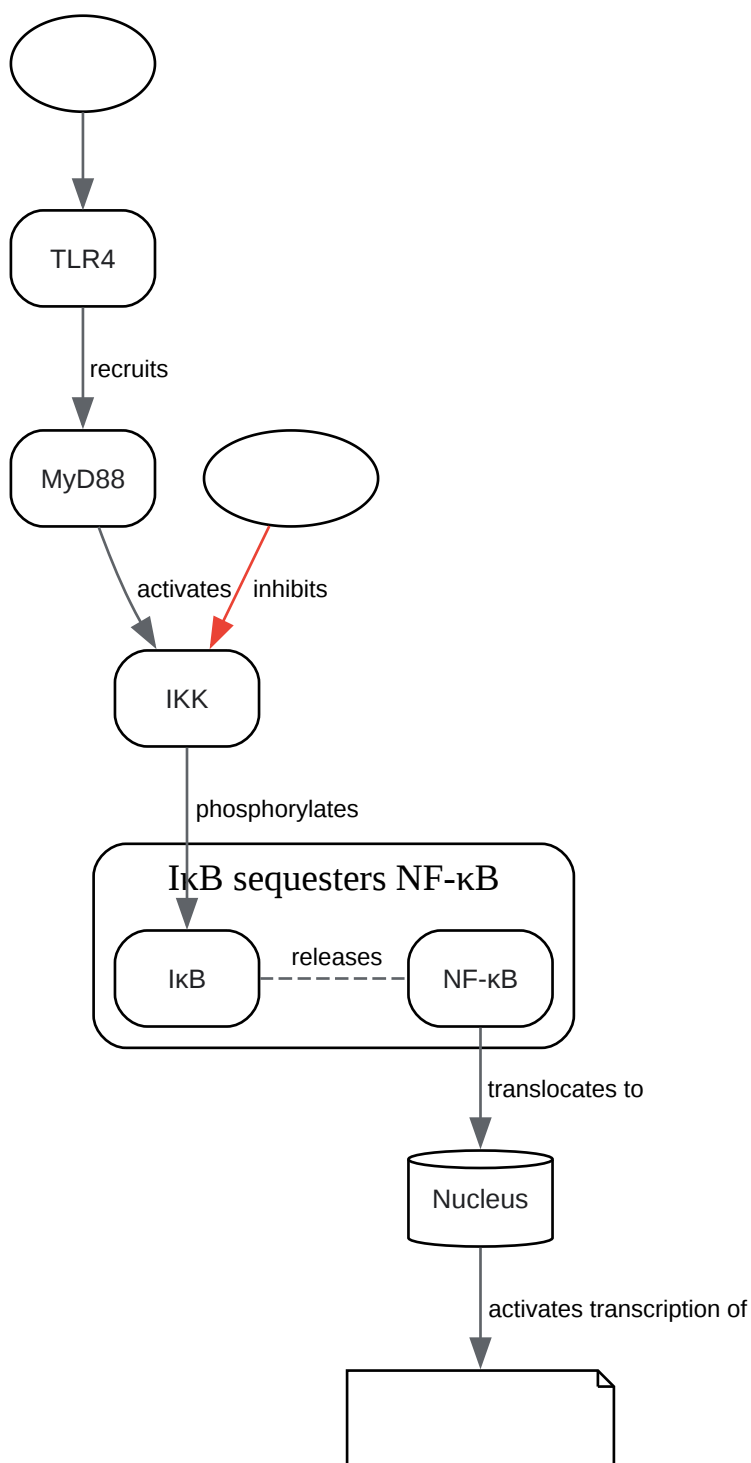 TLR4
recruits
MyD88
activates
inhibits
IKK
phosphorylates
IκB sequesters NF-κB
IκB
releases
NF-κB
translocates to
Nucleus
activates transcription of